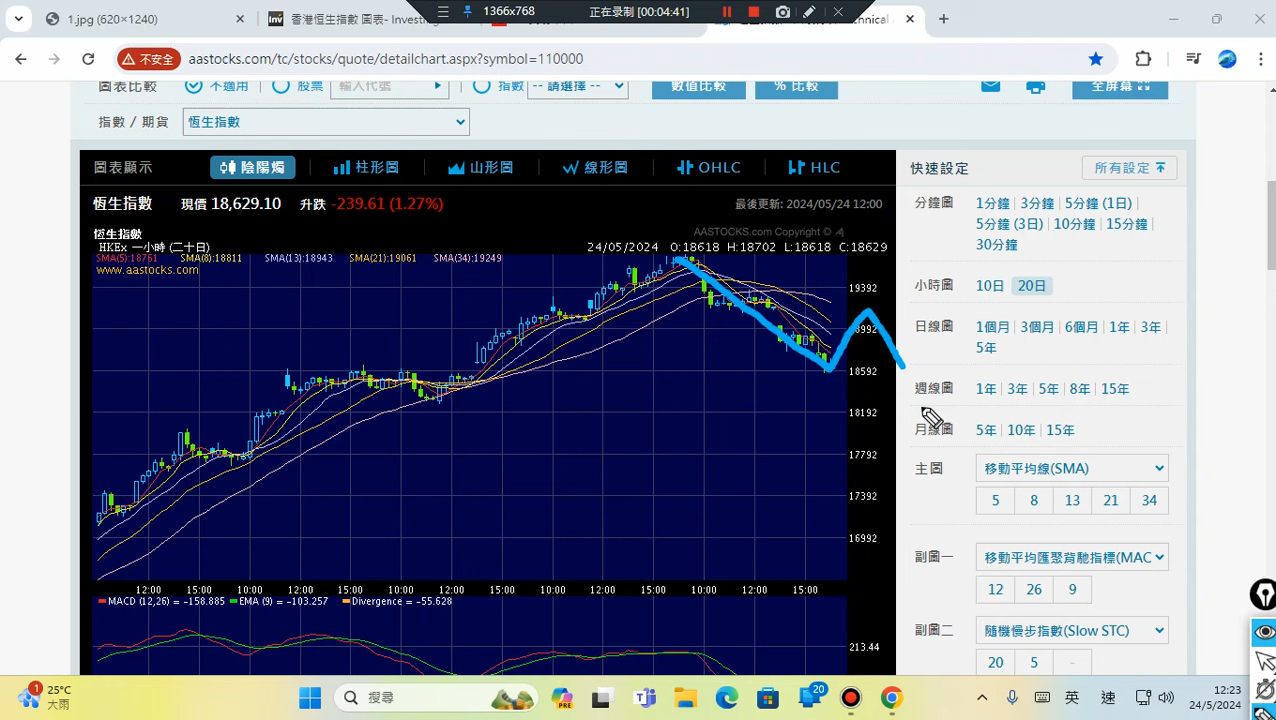 1.jpg (620×1240)
香港恒生指數 圖表- Investing
1366x768
正在录制 [00:04:41]
Technical
不安全
aastocks.com/tc/stocks/quote/detailchart.aspx?symbol=110000
圖表比較 不適用 股票 輸入代號 指數 -- 請選擇 -- 數值比較 % 比較 全屏幕
指數 / 期貨 恆生指數
圖表顯示 陰陽燭 柱形圖 山形圖 線形圖 OHLC HLC
恆生指數 現價 18,629.10 升跌 -239.61 (1.27%) 最後更新: 2024/05/24 12:00
恆生指數 AASTOCKS.com Copyright ©
HKEx 一小時 (二十日) 24/05/2024 O:18618 H:18702 L:18618 C:18629
SMA(5):18761 SMA(8):18811 SMA(13):18943 SMA(21):19061 SMA(34):19249
www.aastocks.com
19392
18992
18592
18192
17792
17392
16992
12:00 15:00 10:00 12:00 15:00 10:00 12:00 15:00 10:00 12:00 15:00 10:00 12:00 15:00
MACD (12,26) = -158.885 EMA (9) = -103.257 Divergence = -55.628
213.44
快速設定 所有設定
分鐘圖 1分鐘 | 3分鐘 | 5分鐘 (1日) |
5分鐘 (3日) | 10分鐘 | 15分鐘 |
30分鐘
小時圖 10日 20日
日線圖 1個月 | 3個月 | 6個月 | 1年 | 3年 |
5年
週線圖 1年 | 3年 | 5年 | 8年 | 15年
月線圖 5年 | 10年 | 15年
主圖 移動平均線(SMA)
5 8 13 21 34
副圖一 移動平均匯聚背馳指標(MAC
12 26 9
副圖二 隨機慢步指數(Slow STC)
20 5 -
1
25°C
大雨
搜尋
PRE
20
英
速
12:23
24/5/2024